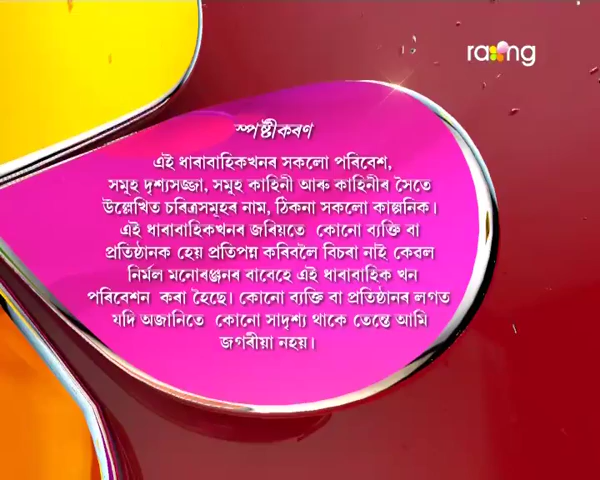 rang
স্পষ্টীকৰণ
এই ধাৰাবাহিকখনৰ সকলো পৰিবেশ,
সমূহ দৃশ্যসজ্জা, সমূহ কাহিনী আৰু কাহিনীৰ সৈতে
উল্লেখিত চৰিত্ৰসমূহৰ নাম, ঠিকনা সকলো কাল্পনিক।
এই ধাৰাবাহিকখনৰ জৰিয়তে কোনো ব্যক্তি বা
প্ৰতিষ্ঠানক হেয় প্ৰতিপন্ন কৰিবলৈ বিচৰা নাই কেৱল
নিৰ্মল মনোৰঞ্জনৰ বাবেহে এই ধাৰাবাহিক খন
পৰিবেশন কৰা হৈছে। কোনো ব্যক্তি বা প্ৰতিষ্ঠানৰ লগত
যদি অজানিতে কোনো সাদৃশ্য থাকে তেন্তে আমি
জগৰীয়া নহয়।